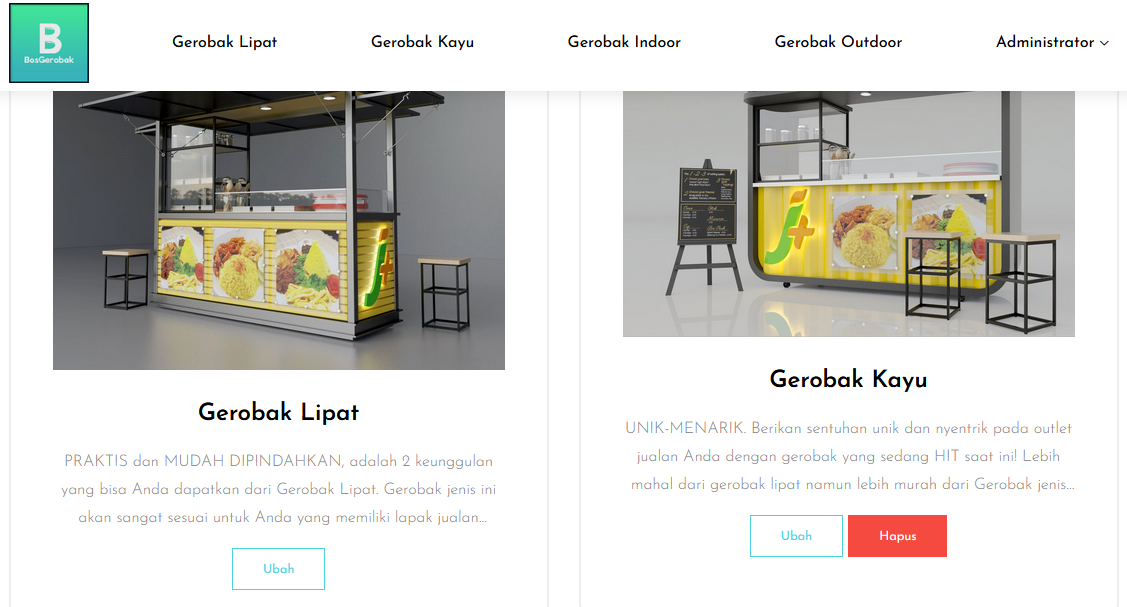 B
BosGerobak
Gerobak Lipat
Gerobak Kayu
Gerobak Indoor
Gerobak Outdoor
Administrator
j+
j+
Gerobak Lipat
PRAKTIS dan MUDAH DIPINDAHKAN, adalah 2 keunggulan
yang bisa Anda dapatkan dari Gerobak Lipat. Gerobak jenis ini
akan sangat sesuai untuk Anda yang memiliki lapak jualan...
Ubah
Gerobak Kayu
UNIK-MENARIK. Berikan sentuhan unik dan nyentrik pada outlet
jualan Anda dengan gerobak yang sedang HIT saat ini! Lebih
mahal dari gerobak lipat namun lebih murah dari Gerobak jenis...
Ubah
Hapus